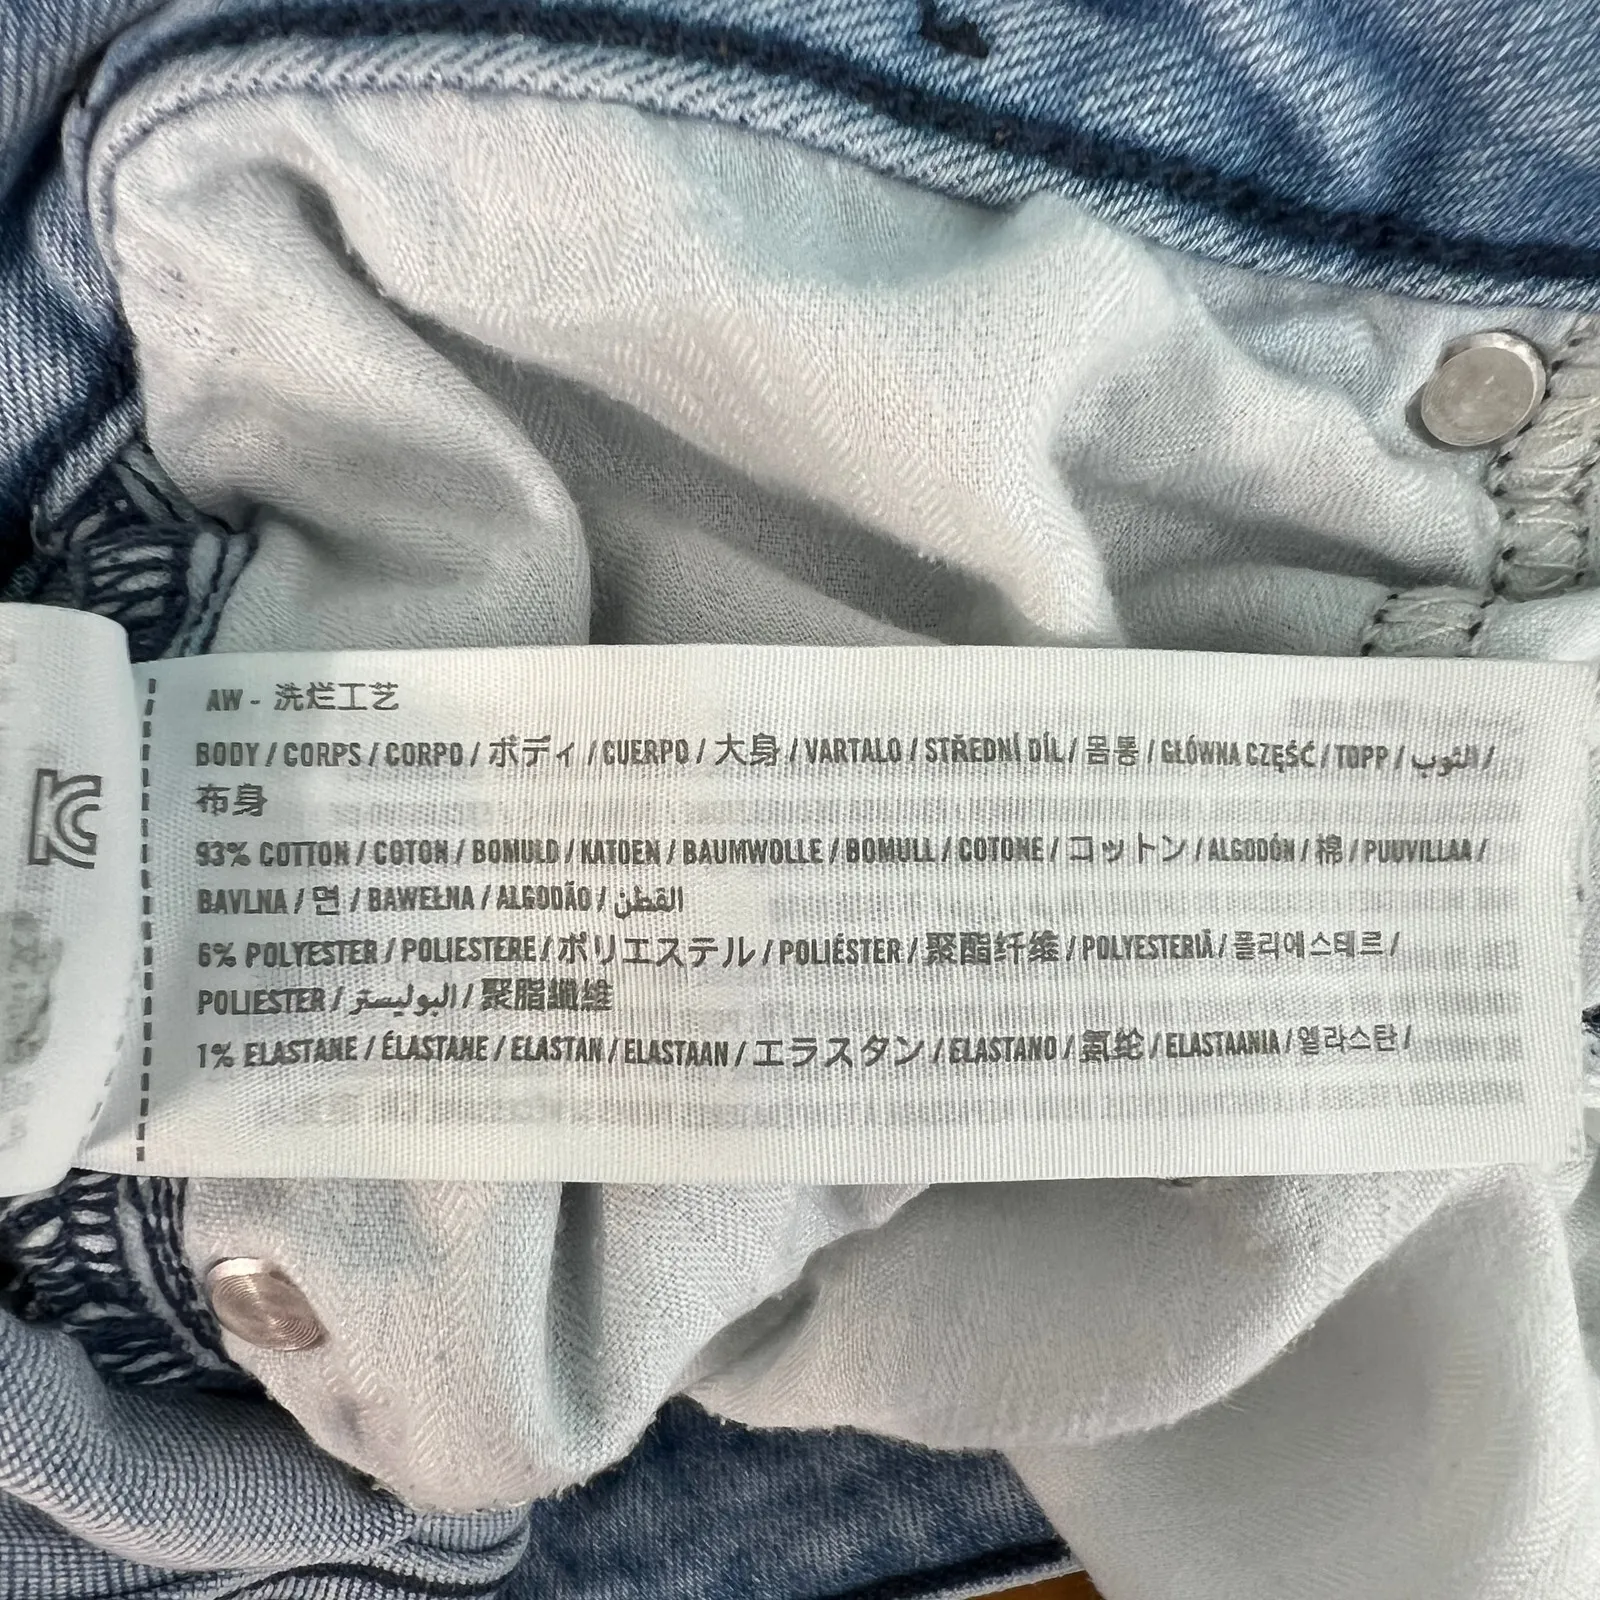 AW - 洗烂工艺
BODY / CORPS / CORPO / ボディ / CUERPO / 大身 / VARTALO / STŘEDNÍ DÍL / 몸통 / GŁÓWNA CZĘŚĆ / TOPP / الثوب /
布身
93% COTTON / COTON / BOMULD / KATOEN / BAUMWOLLE / BOMULL / COTONE / コットン / ALGODÓN / 棉 / PUUVILLAA /
BAVLNA / 면 / BAWEŁNA / ALGODÃO / القطن
6% POLYESTER / POLIESTERE / ポリエステル / POLIÉSTER / 聚酯纤维 / POLYESTERIÄ / 폴리에스테르 /
POLIESTER / البوليستر / 聚脂纖維
1% ELASTANE / ÉLASTANE / ELASTAN / ELASTAAN / エラスタン / ELASTANO / 氨纶 / ELASTAANIA / 엘라스탄 /